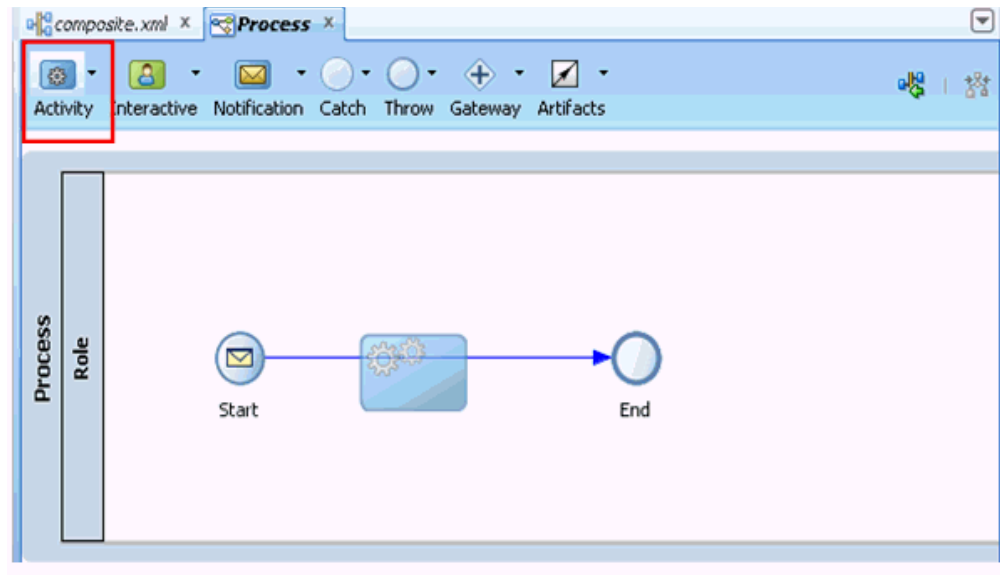 composite.xml x Process x
Activity Interactive Notification Catch Throw Gateway Artifacts
Process
Role
Start
End